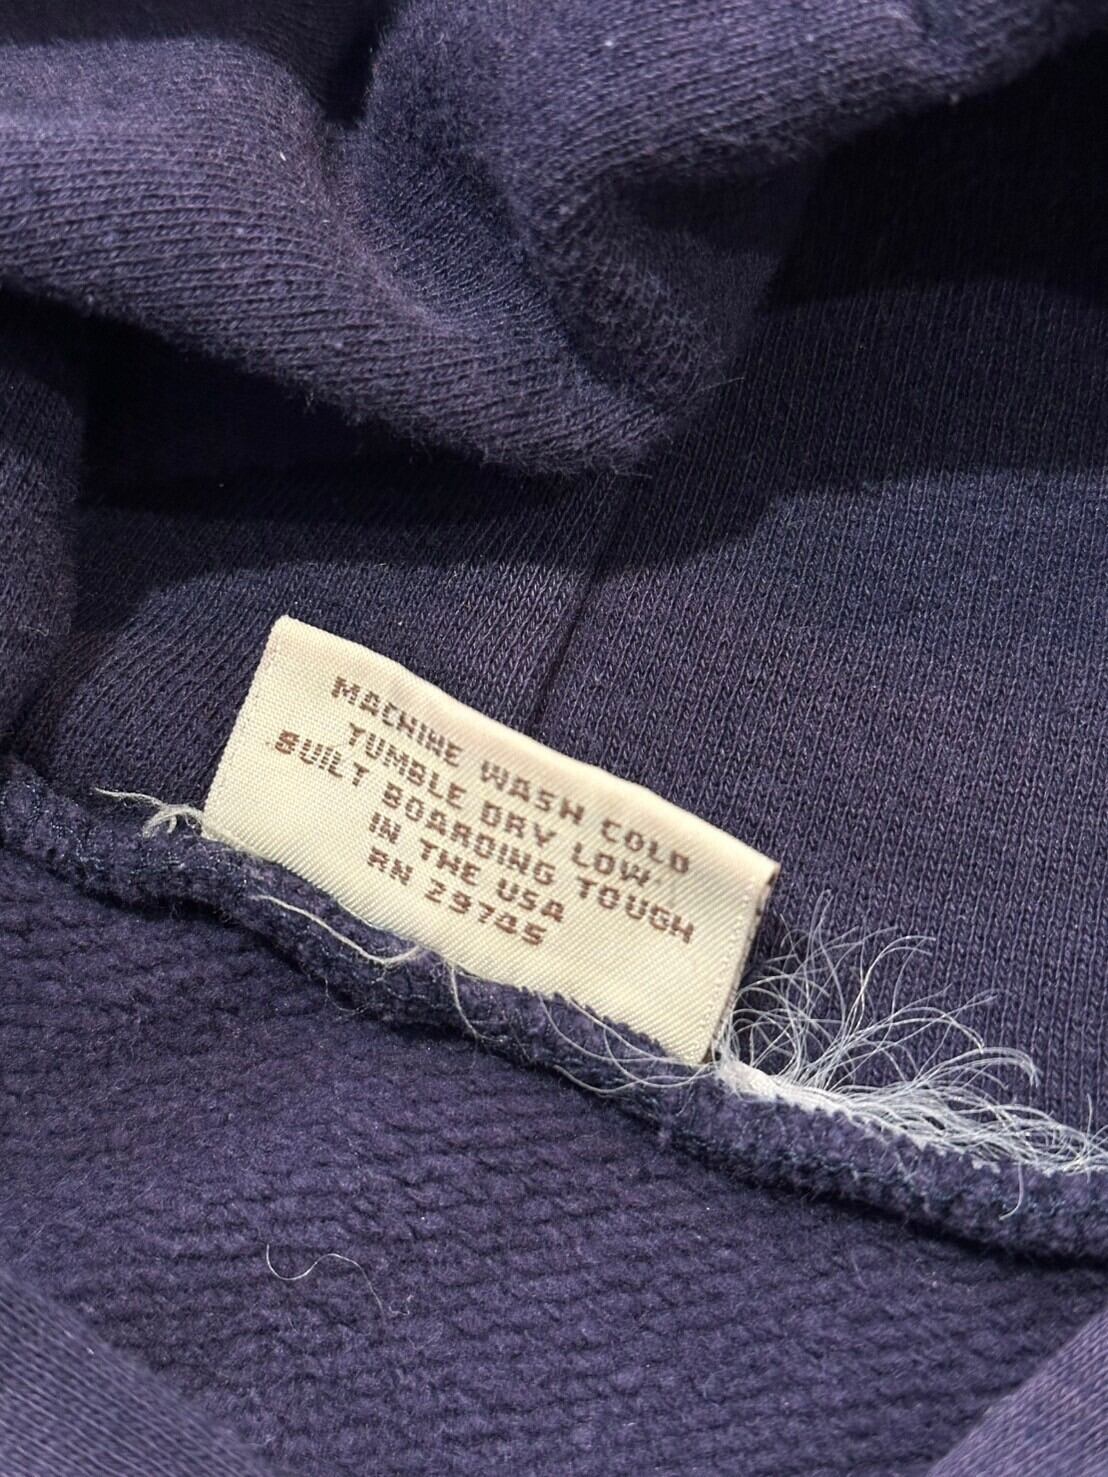 MACHINE WASH COLD
TUMBLE DRY LOW
BUILT BOARDING TOUGH
IN THE USA
RN 29745